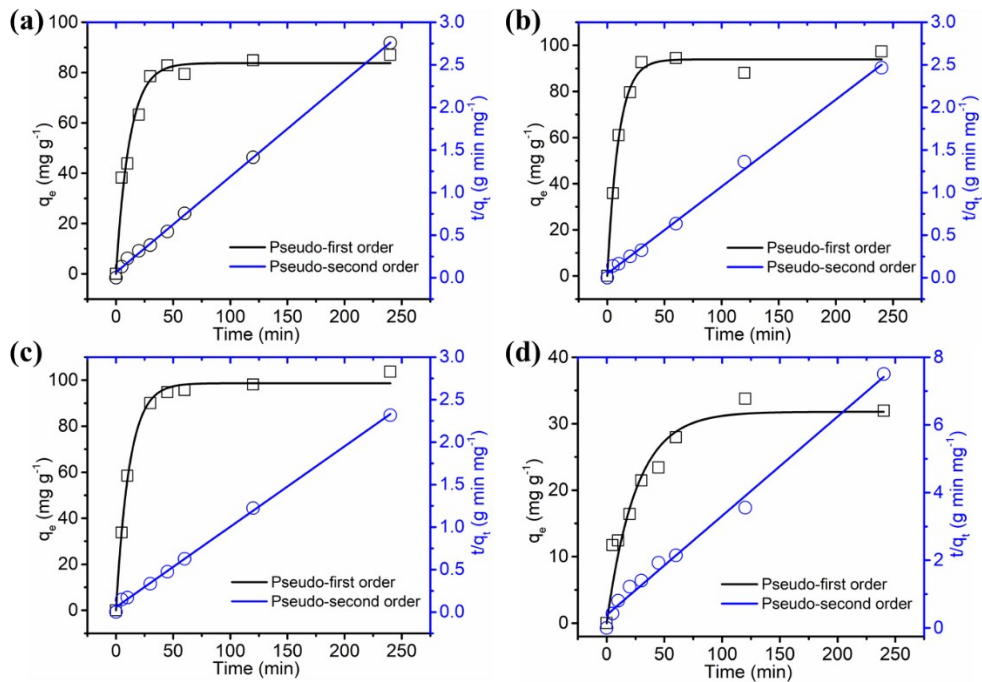 (a)
100
80
60
40
20
0
qe (mg g-1)
3.0
2.5
2.0
1.5
1.0
0.5
0.0
t/qt (g min mg-1)
Pseudo-first order
Pseudo-second order
0 50 100 150 200 250
Time (min)
(b)
100
80
60
40
20
0
qe (mg g-1)
3.0
2.5
2.0
1.5
1.0
0.5
0.0
t/qt (g min mg-1)
Pseudo-first order
Pseudo-second order
0 50 100 150 200 250
Time (min)
(c)
100
80
60
40
20
0
qe (mg g-1)
3.0
2.5
2.0
1.5
1.0
0.5
0.0
t/qt (g min mg-1)
Pseudo-first order
Pseudo-second order
0 50 100 150 200 250
Time (min)
(d)
40
30
20
10
0
qe (mg g-1)
8
6
4
2
0
t/qt (g min mg-1)
Pseudo-first order
Pseudo-second order
0 50 100 150 200 250
Time (min)